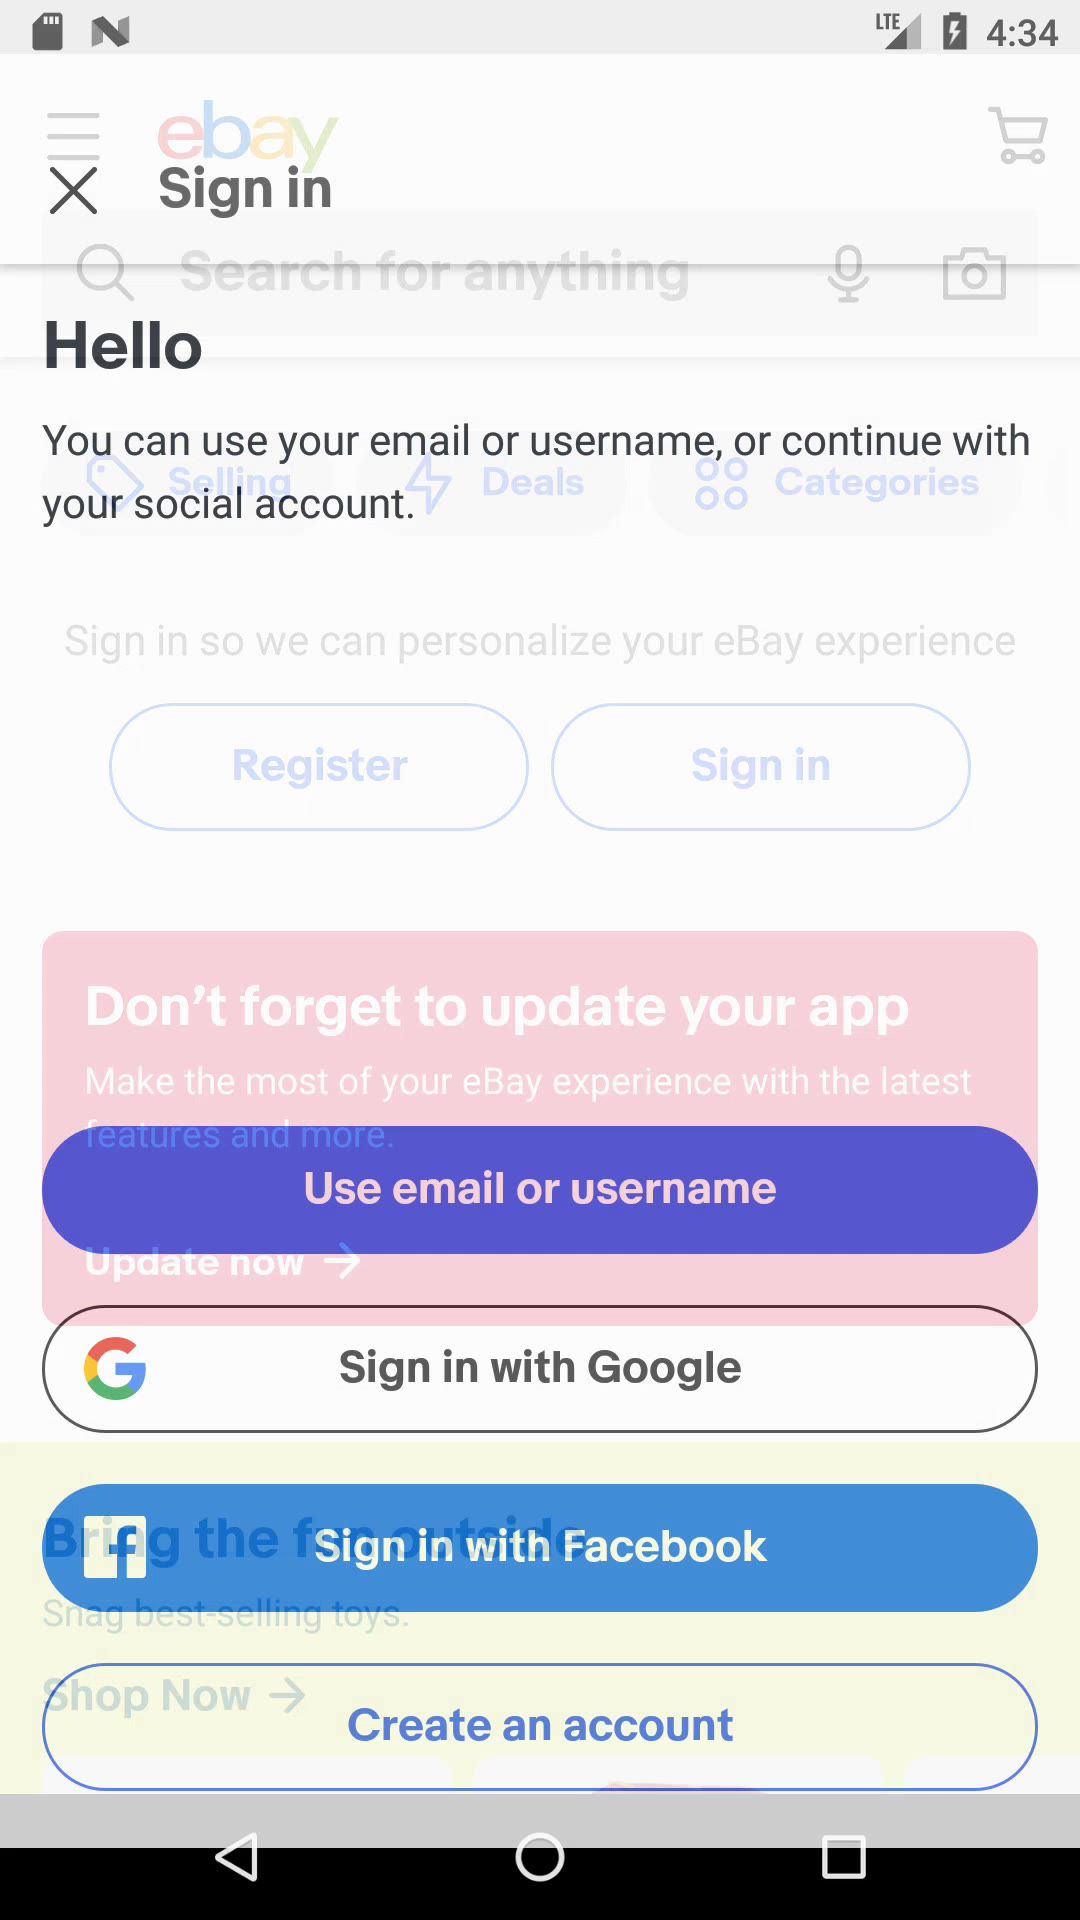 LTE 4:34
ebay
Sign in
Search for anything
Hello
You can use your email or username, or continue with
your social account.
Selling Deals Categories
Sign in so we can personalize your eBay experience
Register Sign in
Don't forget to update your app
Make the most of your eBay experience with the latest
features and more.
Use email or username
Update now
Sign in with Google
Bring the fun outside
Sign in with Facebook
Snag best-selling toys.
Shop Now
Create an account